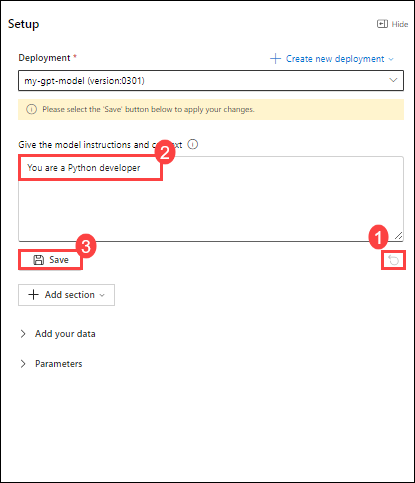 Setup
Hide
Deployment *
Create new deployment
my-gpt-model (version:0301)
Please select the 'Save' button below to apply your changes.
Give the model instructions and
2
You are a Python developer
1
3
Save
Add section
Add your data
Parameters